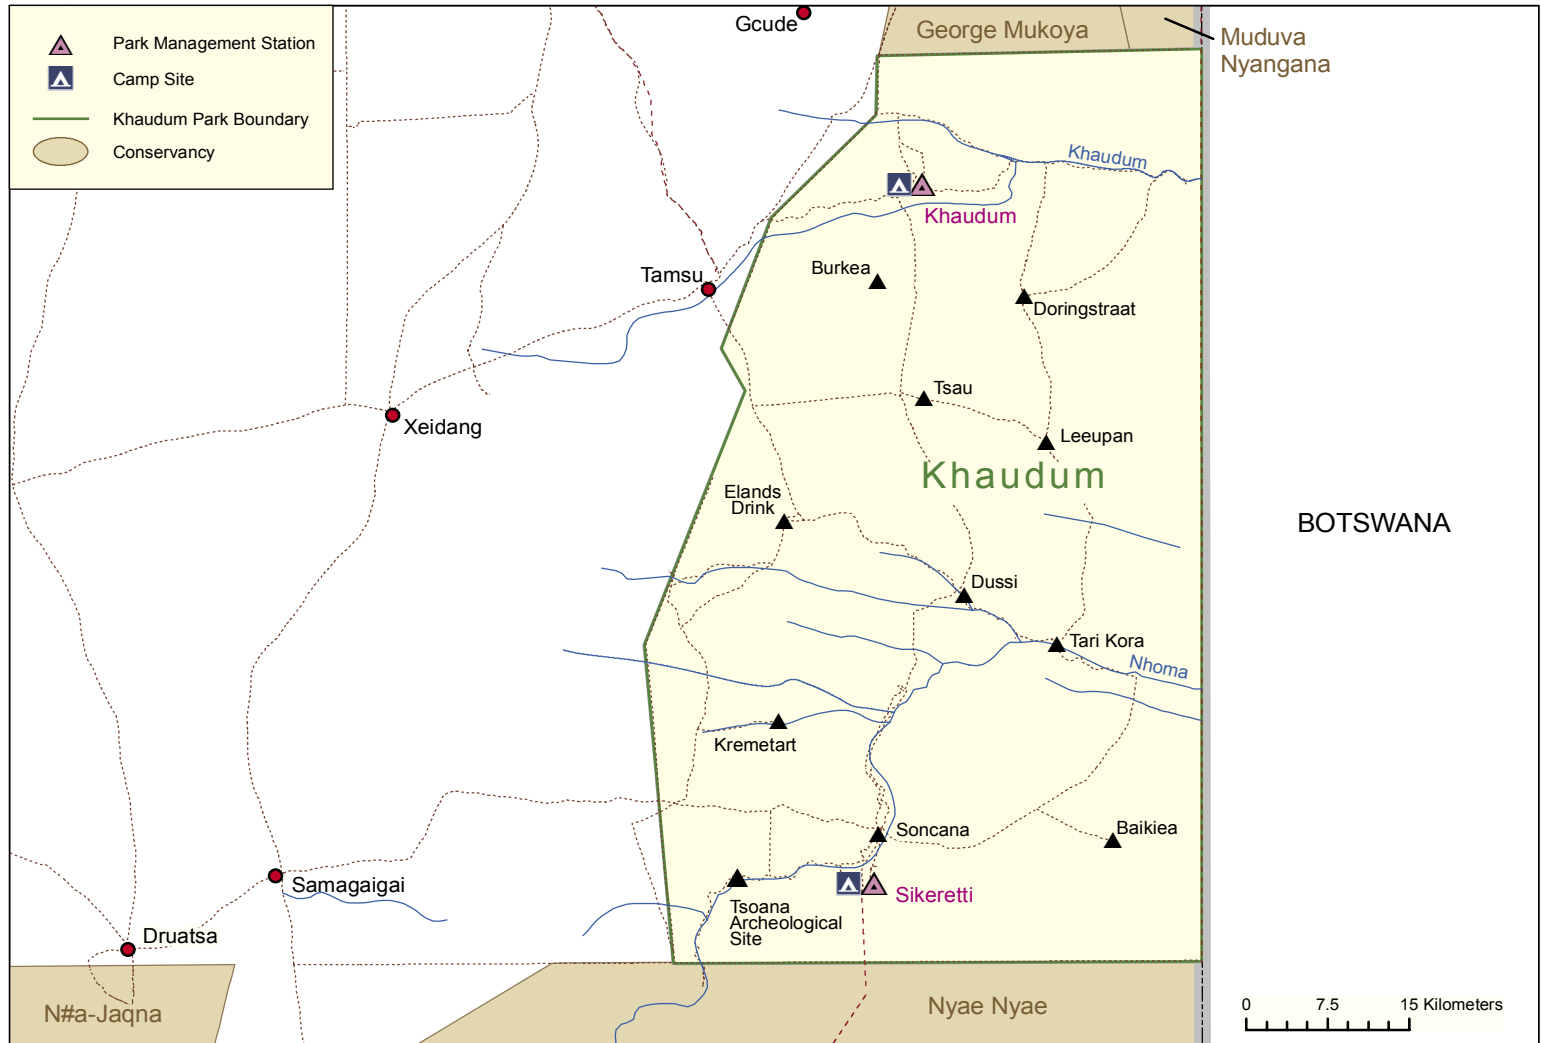 Park Management Station
Camp Site
Khaudum Park Boundary
Conservancy
Gcude
George Mukoya
Muduva
Nyangana
Khaudum
Khaudum
Burkea
Tamsu
Doringstraat
Tsau
Xeidang
Leeupan
Khaudum
Elands
Drink
BOTSWANA
Dussi
Tari Kora
Nhoma
Kremetart
Soncana
Baikiea
Samagaigai
Sikeretti
Tsoana
Archeological
Site
Druatsa
N#a-Jaqna
Nyae Nyae
0 7.5 15 Kilometers